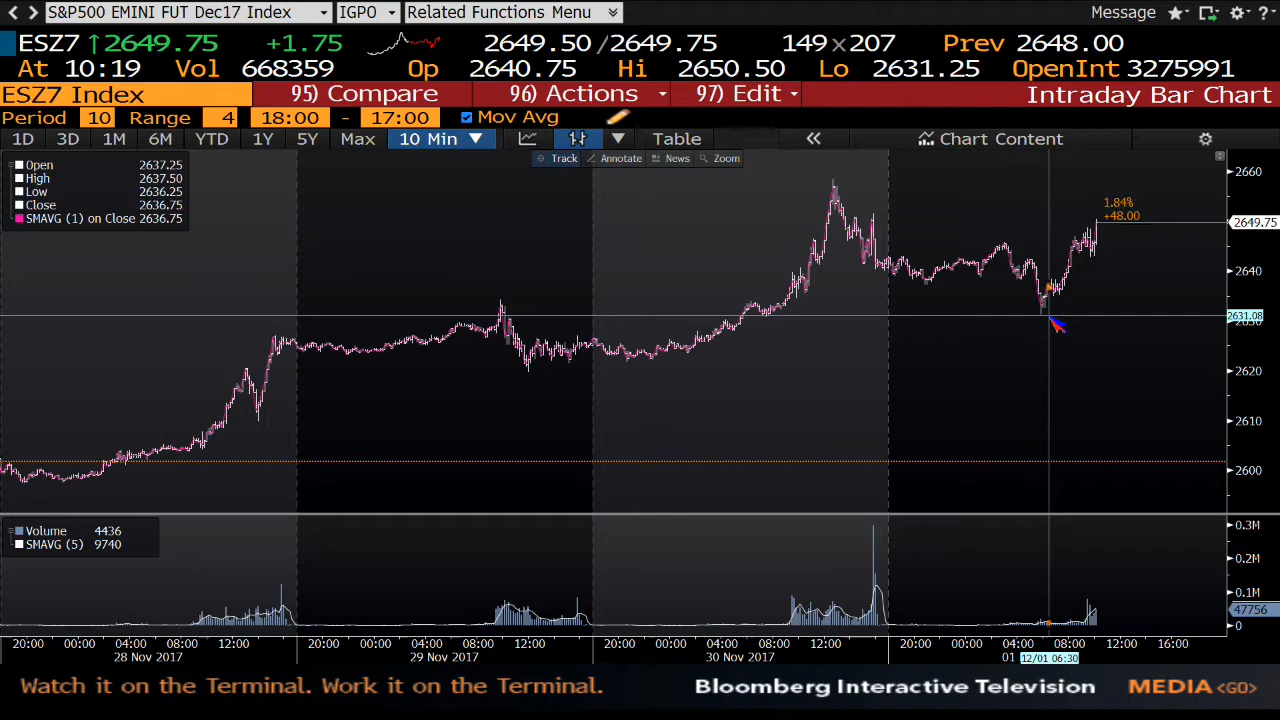 S&P500 EMINI FUT Dec17 Index IGPO Related Functions Menu Message ?
ESZ7 ↑2649.75 +1.75 2649.50/2649.75 149x207 Prev 2648.00
At 10:19 Vol 668359 Op 2640.75 Hi 2650.50 Lo 2631.25 OpenInt 3275991
ESZ7 Index 95) Compare 96) Actions 97) Edit Intraday Bar Chart
Period 10 Range 4 18:00 - 17:00 Mov Avg
1D 3D 1M 6M YTD 1Y 5Y Max 10 Min Table « Chart Content
Track Annotate News Zoom
Open 2637.25
High 2637.50
Low 2636.25
Close 2636.75
SMAVG (1) on Close 2636.75
1.84%
+48.00
2660
2649.75
2640
2631.08
2630
2620
2610
2600
Volume 4436
SMAVG (5) 9740
0.3M
0.2M
0.1M
47756
0
20:00 00:00 04:00 08:00 12:00 20:00 00:00 04:00 08:00 12:00 20:00 00:00 04:00 08:00 12:00 20:00 00:00 04:00 08:00 12:00 16:00
28 Nov 2017 29 Nov 2017 30 Nov 2017 01 12/01 06:30
Watch it on the Terminal. Work it on the Terminal. Bloomberg Interactive Television MEDIA <GO>